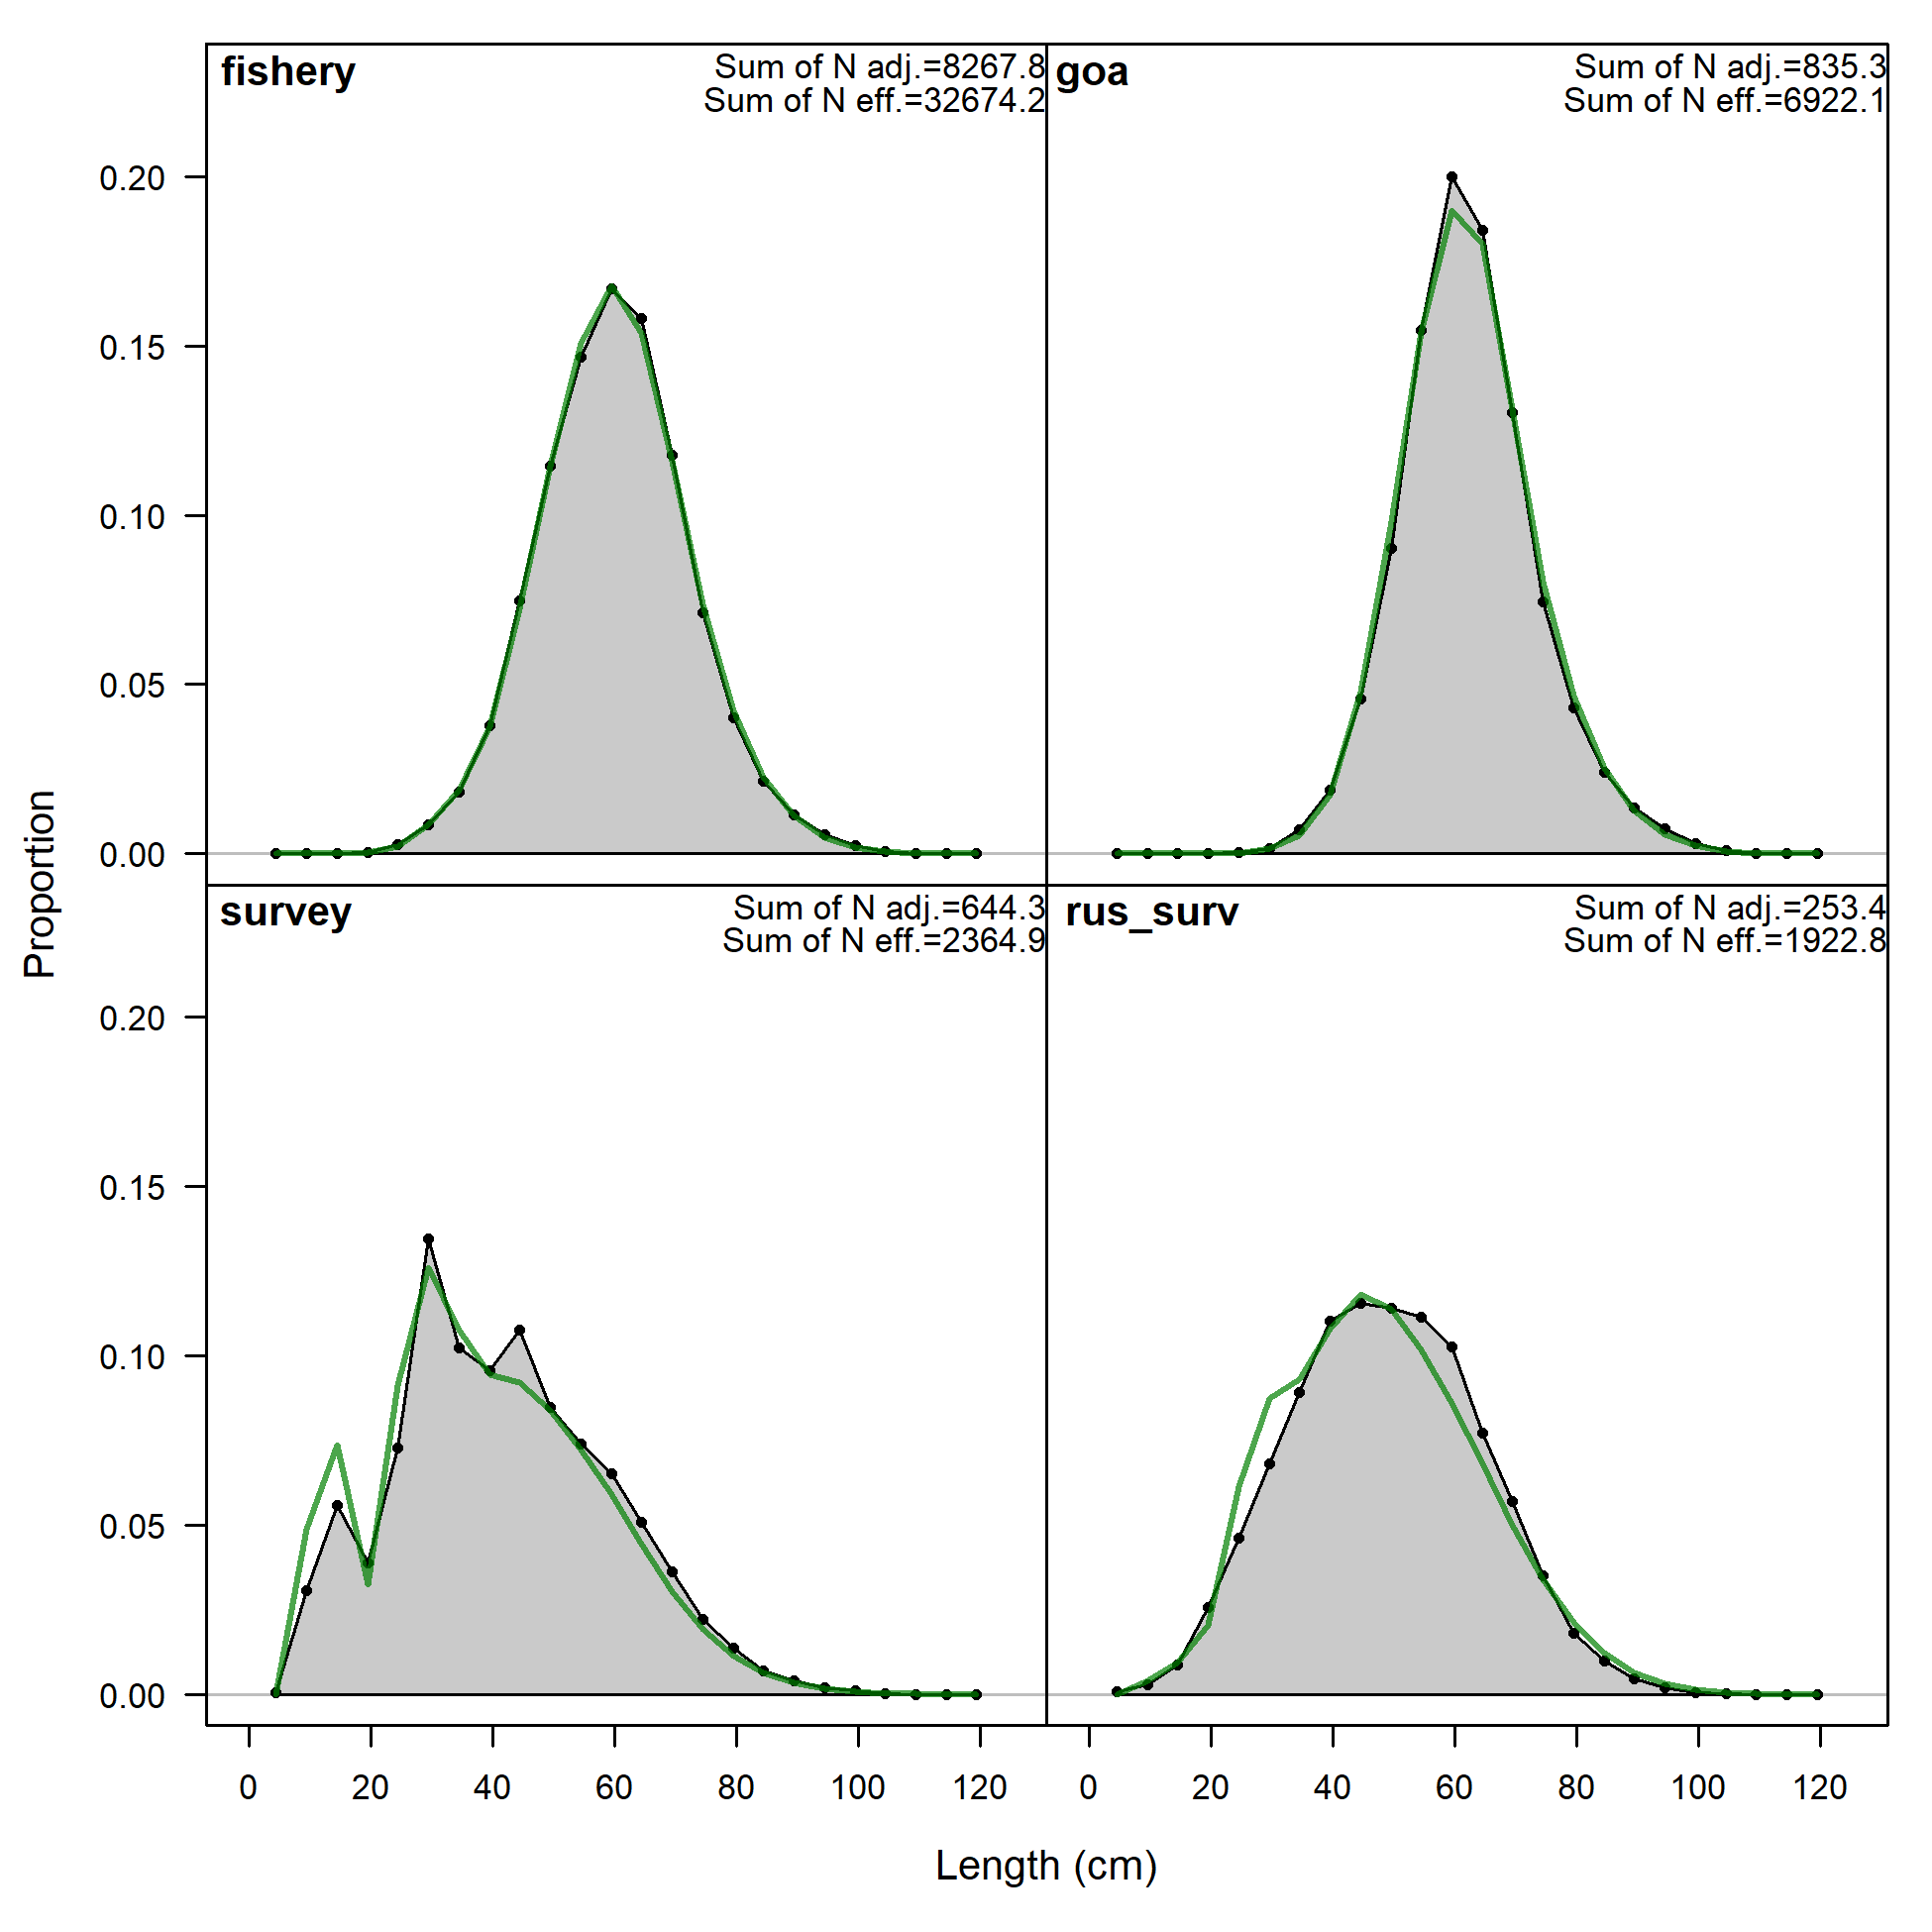 fishery
Sum of N adj.=8267.8
Sum of N eff.=32674.2
goa
Sum of N adj.=835.3
Sum of N eff.=6922.1
0.20
0.15
0.10
0.05
0.00
survey
Sum of N adj.=644.3
Sum of N eff.=2364.9
rus_surv
Sum of N adj.=253.4
Sum of N eff.=1922.8
0.20
0.15
0.10
0.05
0.00
Proportion
0 20 40 60 80 100 120
0 20 40 60 80 100 120
Length (cm)